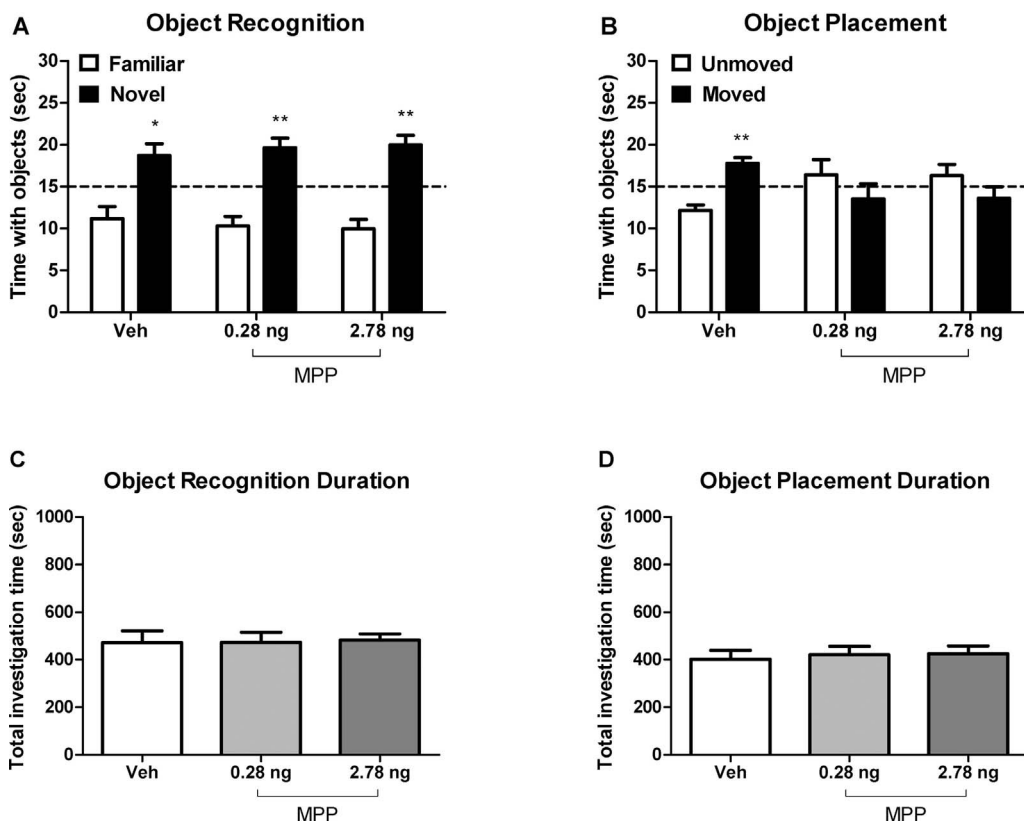 A
Object Recognition
Time with objects (sec)
30
25
20
15
10
5
0
Familiar
Novel
*
**
**
Veh
0.28 ng
2.78 ng
MPP
B
Object Placement
Time with objects (sec)
30
25
20
15
10
5
0
Unmoved
Moved
**
Veh
0.28 ng
2.78 ng
MPP
C
Object Recognition Duration
Total investigation time (sec)
1000
800
600
400
200
0
Veh
0.28 ng
2.78 ng
MPP
D
Object Placement Duration
Total investigation time (sec)
1000
800
600
400
200
0
Veh
0.28 ng
2.78 ng
MPP